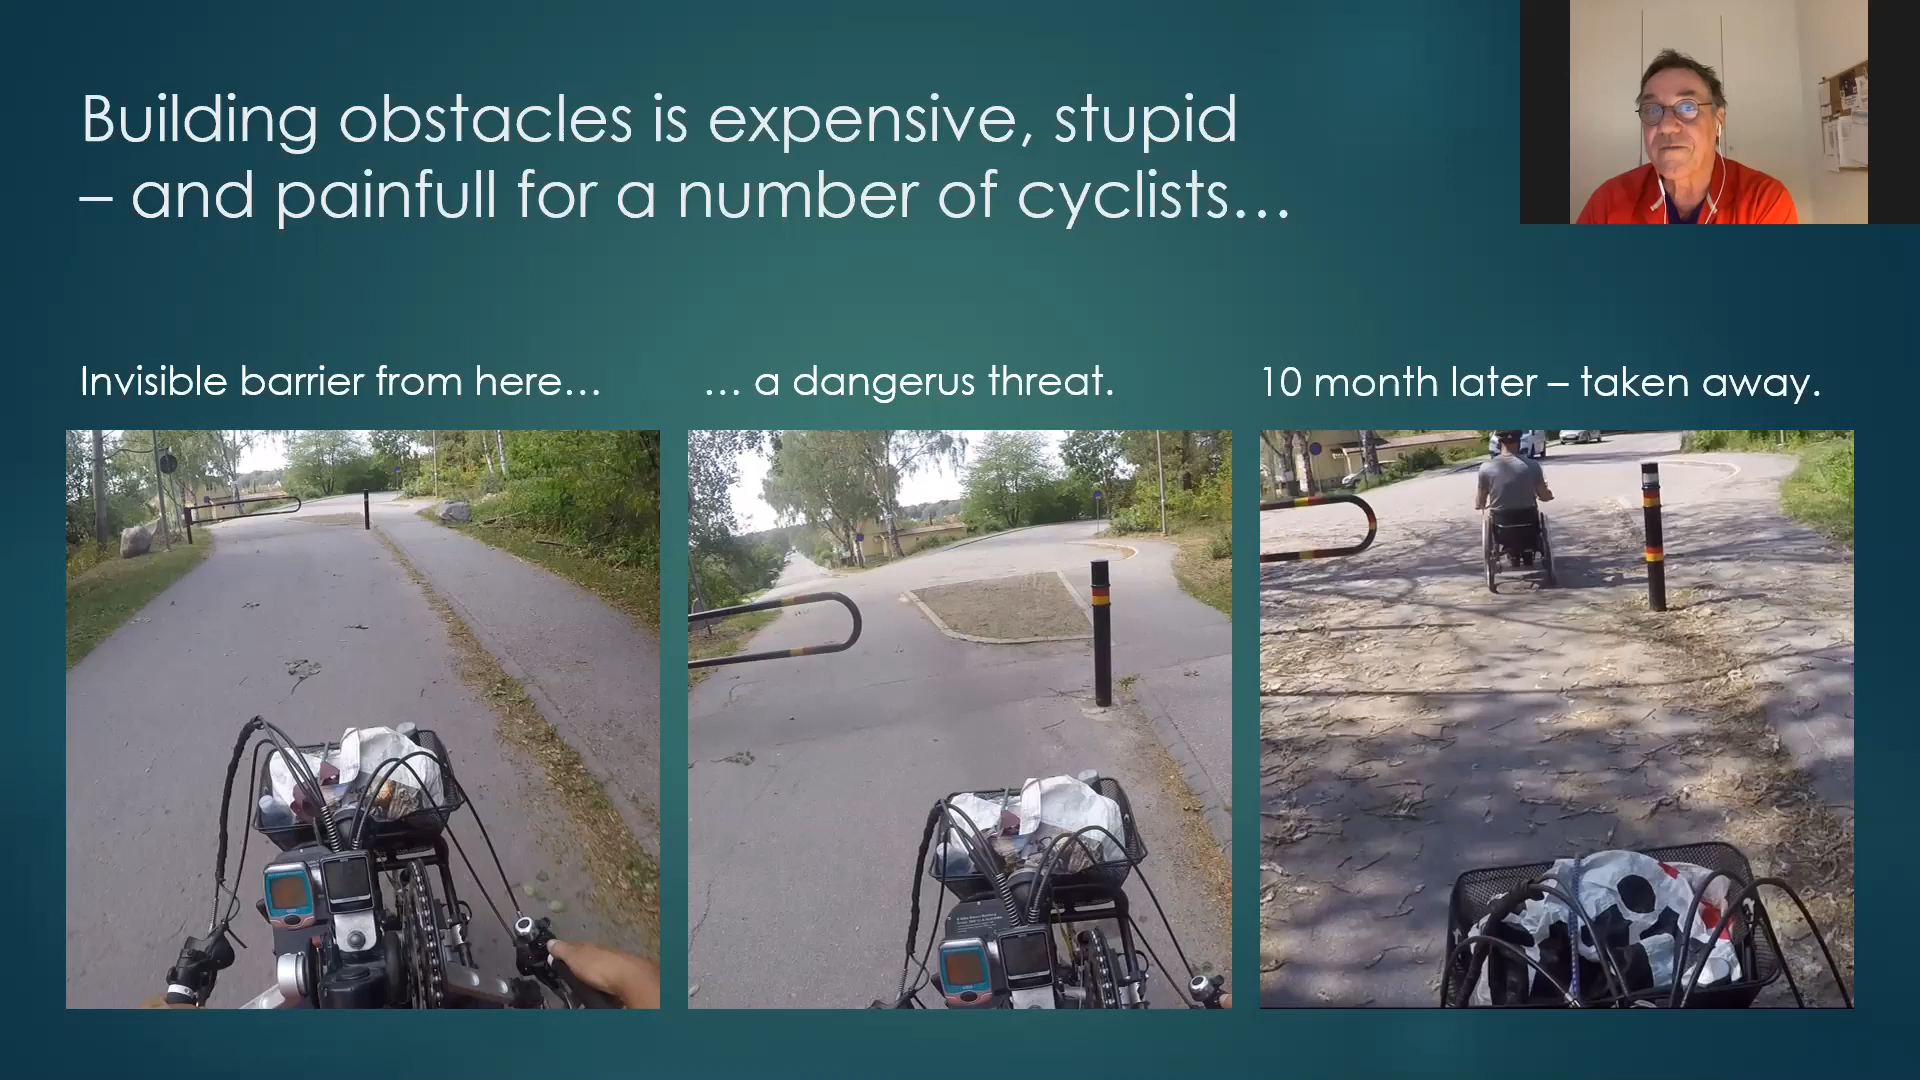 Building obstacles is expensive, stupid
– and painfull for a number of cyclists…
Invisible barrier from here…
… a dangerus threat.
10 month later – taken away.